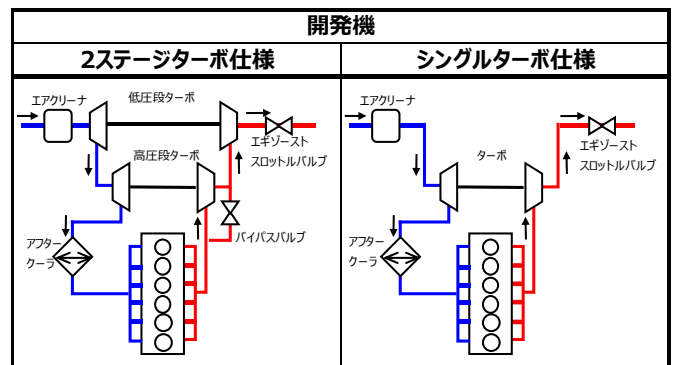 開発機
2ステージターボ仕様
シングルターボ仕様
エアクリーナ
低圧段ターボ
エギゾースト
スロットルバルブ
高圧段ターボ
バイパスバルブ
アフター
クーラ
エアクリーナ
ターボ
エギゾースト
スロットルバルブ
アフター
クーラ